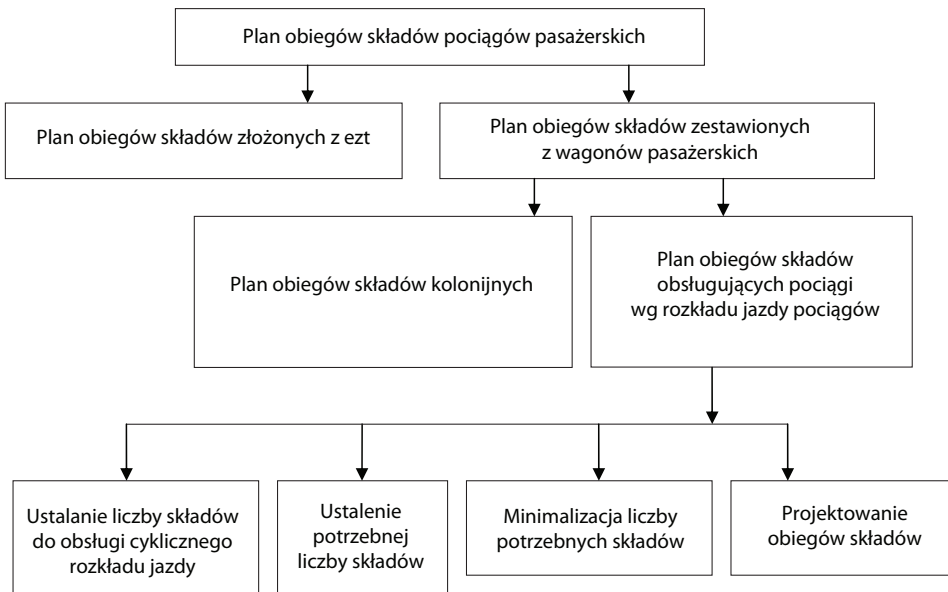 Plan obiegów składów pociągów pasażerskich
Plan obiegów składów złożonych z ezt
Plan obiegów składów zestawionych
z wagonów pasażerskich
Plan obiegów składów kolonijnych
Plan obiegów składów
obsługujących pociągi
wg rozkładu jazdy pociągów
Ustalanie liczby składów
do obsługi cyklicznego
rozkładu jazdy
Ustalenie
potrzebnej
liczby składów
Minimalizacja liczby
potrzebnych składów
Projektowanie
obiegów składów